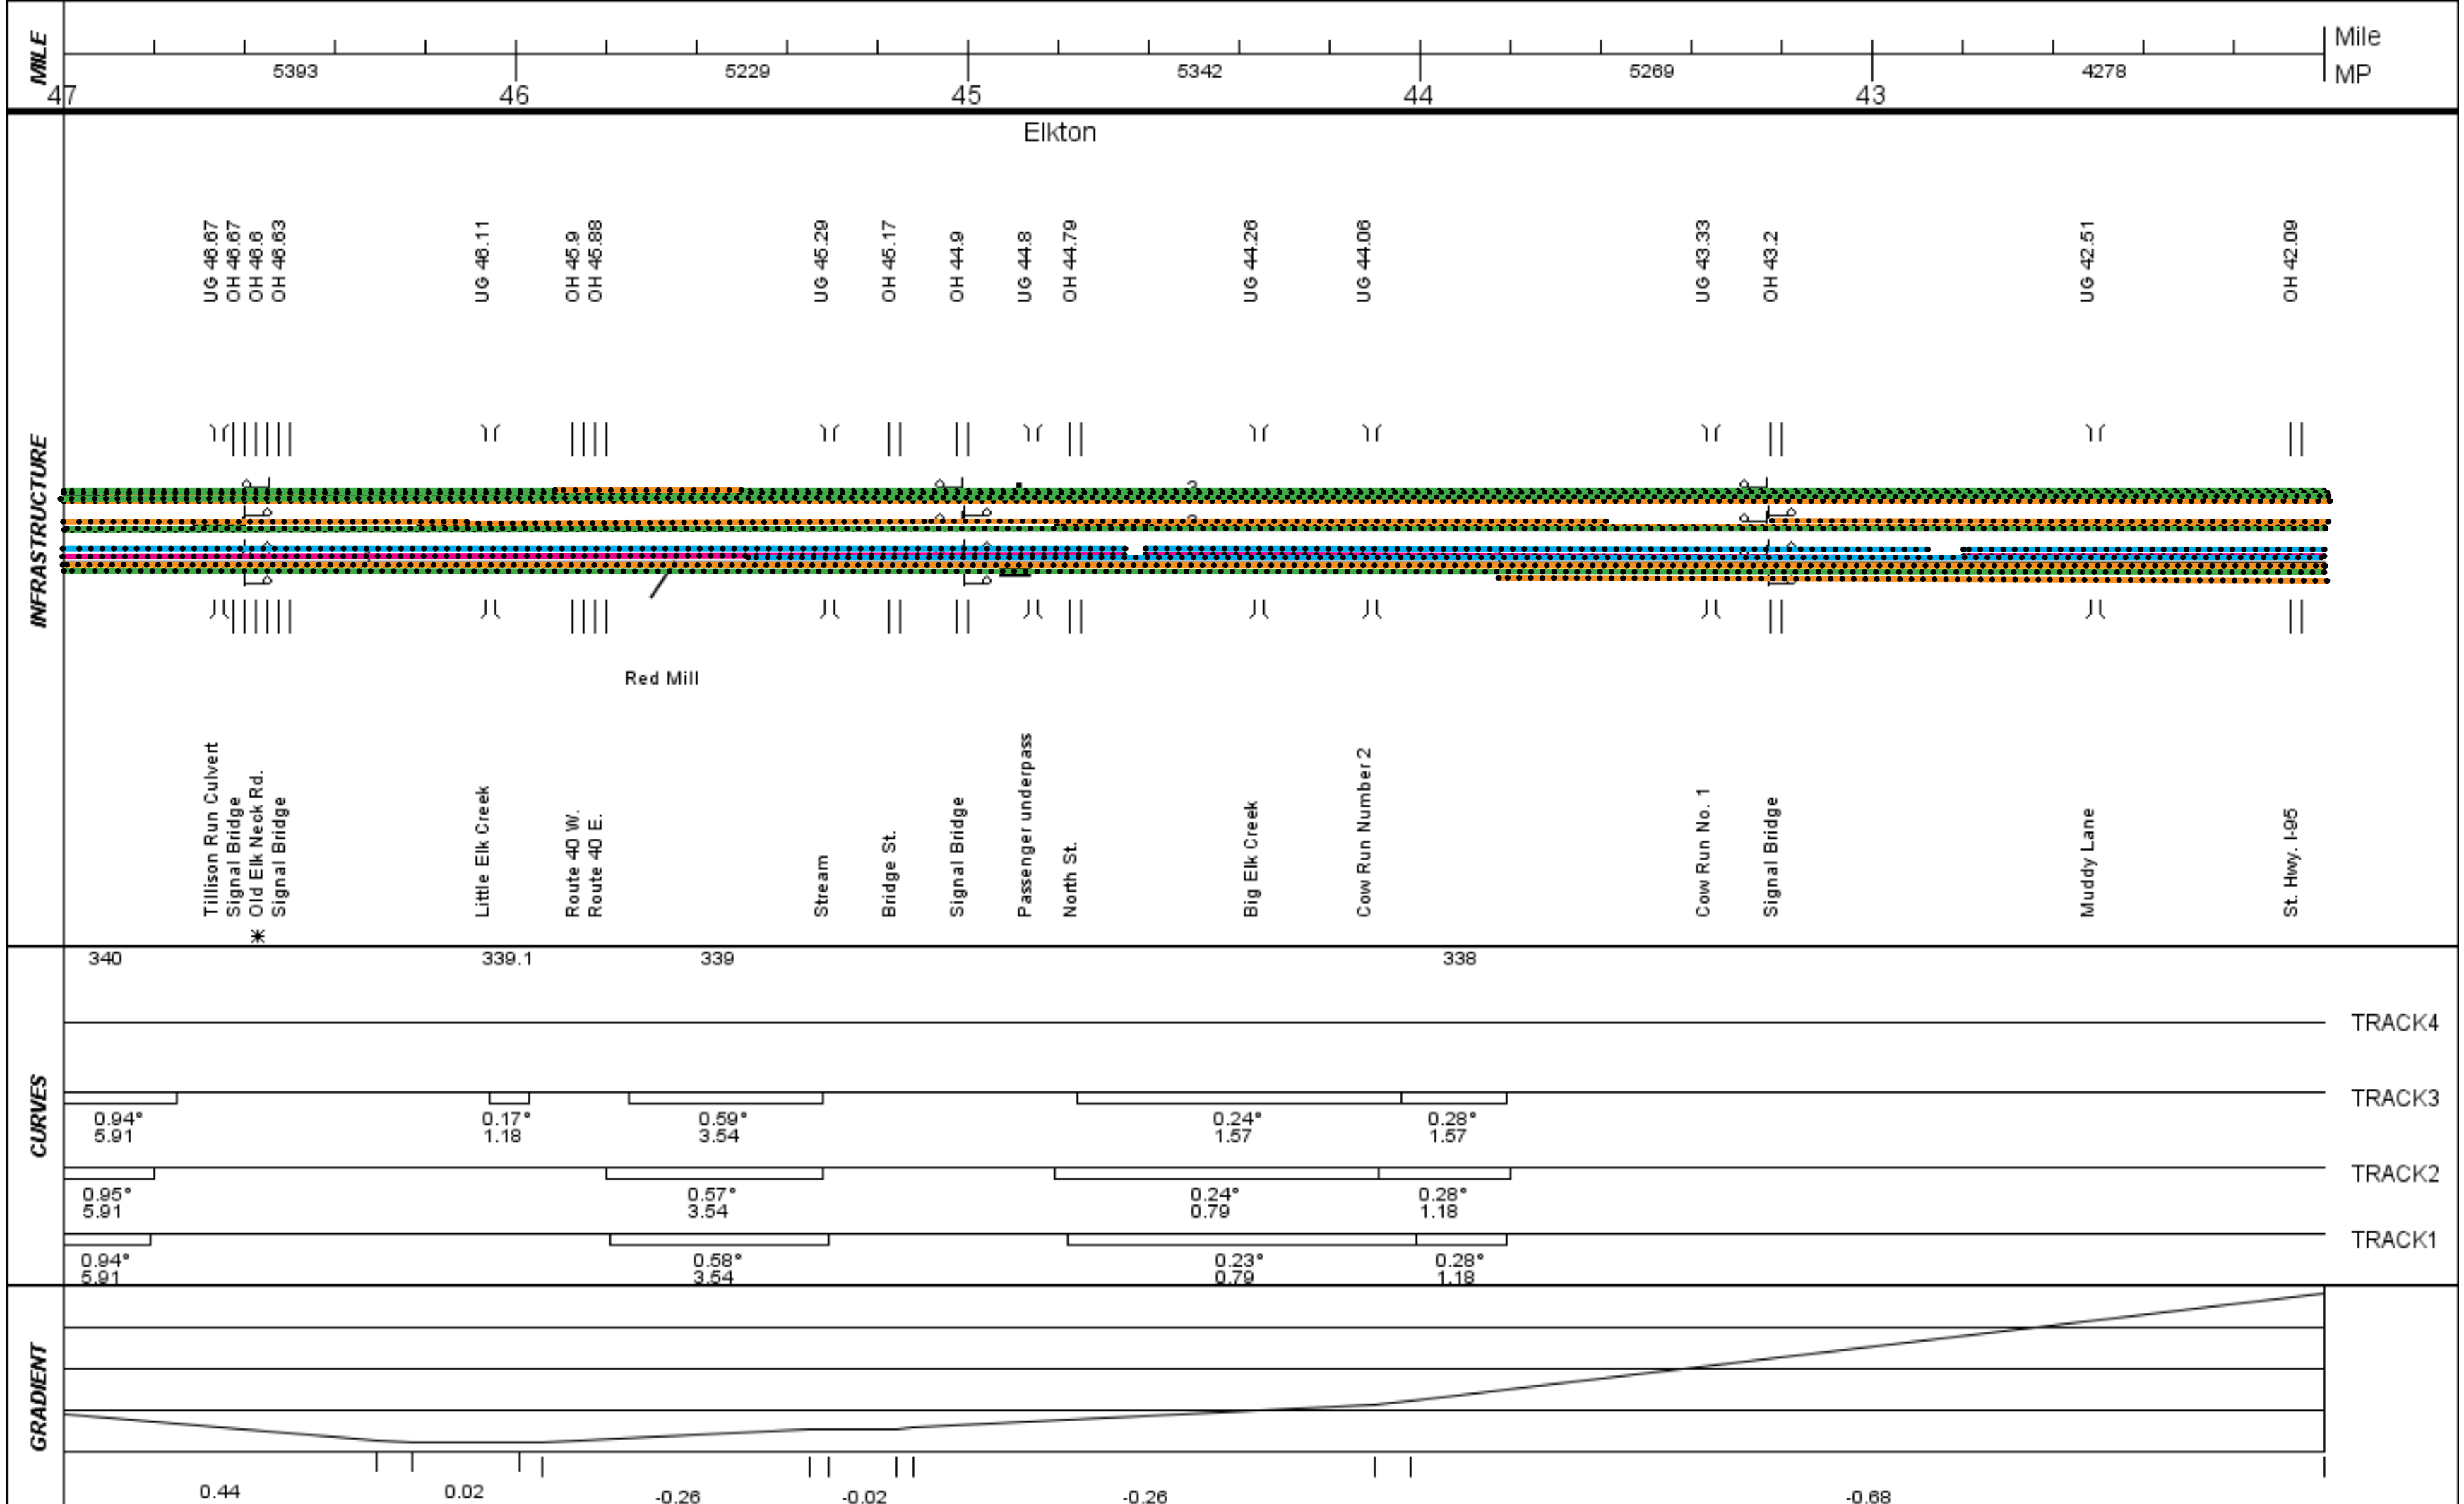 MILE
Mile
5393 5229 5342 5269 4278
MP
47 46 45 44 43
Elkton
INFRASTRUCTURE
UG 46.67
OH 46.67
OH 46.6
OH 46.63
UG 46.11
OH 45.9
OH 45.88
UG 45.29
OH 45.17
OH 44.9
UG 44.8
OH 44.79
UG 44.26
UG 44.06
UG 43.33
OH 43.2
UG 42.51
OH 42.09
Red Mill
Tillison Run Culvert
Signal Bridge
Old Elk Neck Rd.
Signal Bridge
Little Elk Creek
Route 40 W.
Route 40 E.
Stream
Bridge St.
Signal Bridge
Passenger underpass
North St.
Big Elk Creek
Cow Run Number 2
Cow Run No. 1
Signal Bridge
Muddy Lane
St. Hwy. I-95
*
CURVES
340 339.1 339 338
TRACK4
TRACK3
0.94° 0.17° 0.59° 0.24° 0.28°
5.91 1.18 3.54 1.57 1.57
TRACK2
0.95° 0.57° 0.24° 0.28°
5.91 3.54 0.79 1.18
TRACK1
0.94° 0.58° 0.23° 0.28°
5.91 3.54 0.79 1.18
GRADIENT
0.44 0.02 -0.26 -0.02 -0.26 -0.68